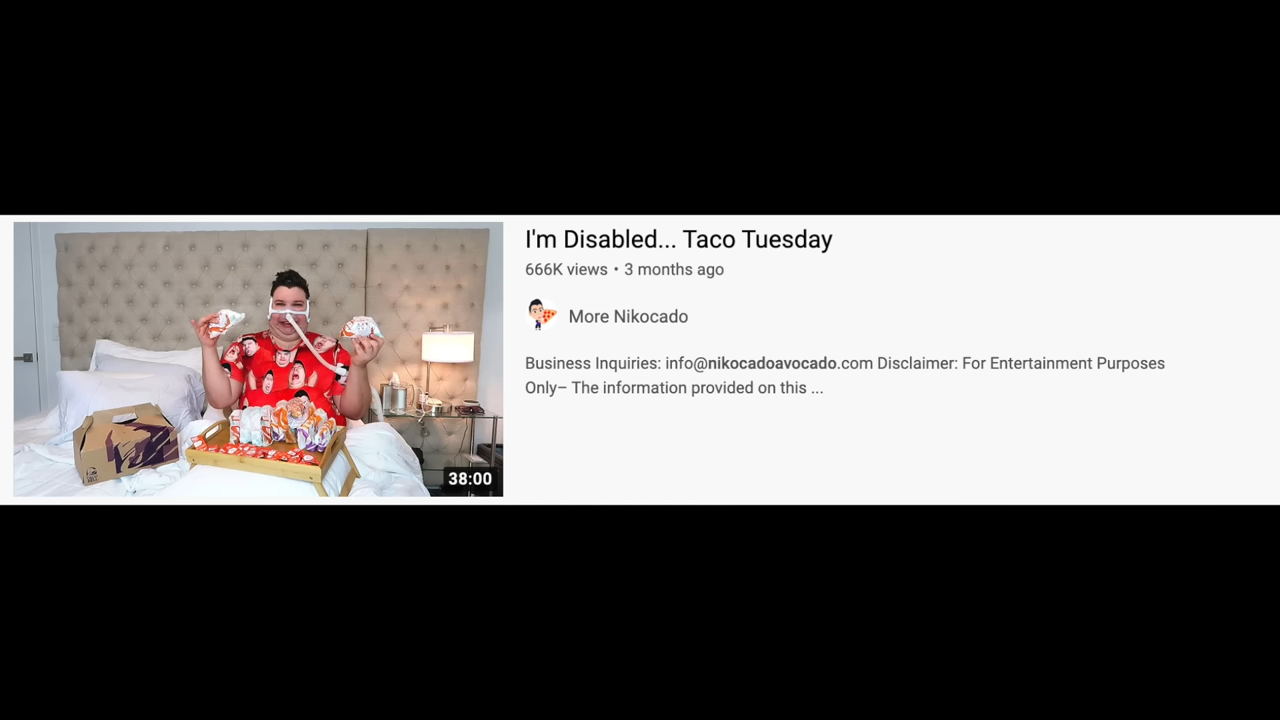 I'm Disabled... Taco Tuesday
666K views • 3 months ago
More Nikocado
Business Inquiries: info@nikocadoavocado.com Disclaimer: For Entertainment Purposes
Only– The information provided on this ...
38:00